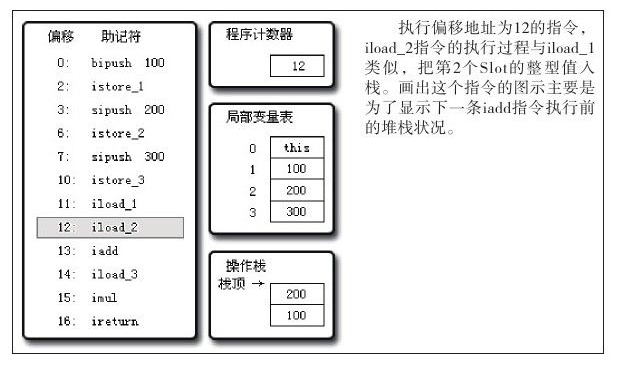 偏移 助记符
0: bipush 100
2: istore_1
3: sipush 200
6: istore_2
7: sipush 300
10: istore_3
11: iload_1
12: iload_2
13: iadd
14: iload_3
15: imul
16: ireturn
程序计数器
12
局部变量表
0 this
1 100
2 200
3 300
操作栈
栈顶 →
200
100
执行偏移地址为12的指令,
iload_2指令的执行过程与iload_1
类似，把第2个Slot的整型值入
栈。画出这个指令的图示主要是
为了显示下一条iadd指令执行前
的堆栈状况。